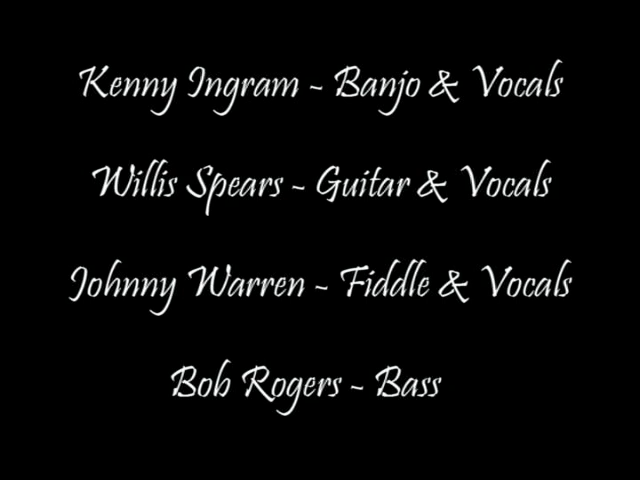 Kenny Ingram - Banjo & Vocals
Willis Spears - Guitar & Vocals
Johnny Warren - Fiddle & Vocals
Bob Rogers - Bass